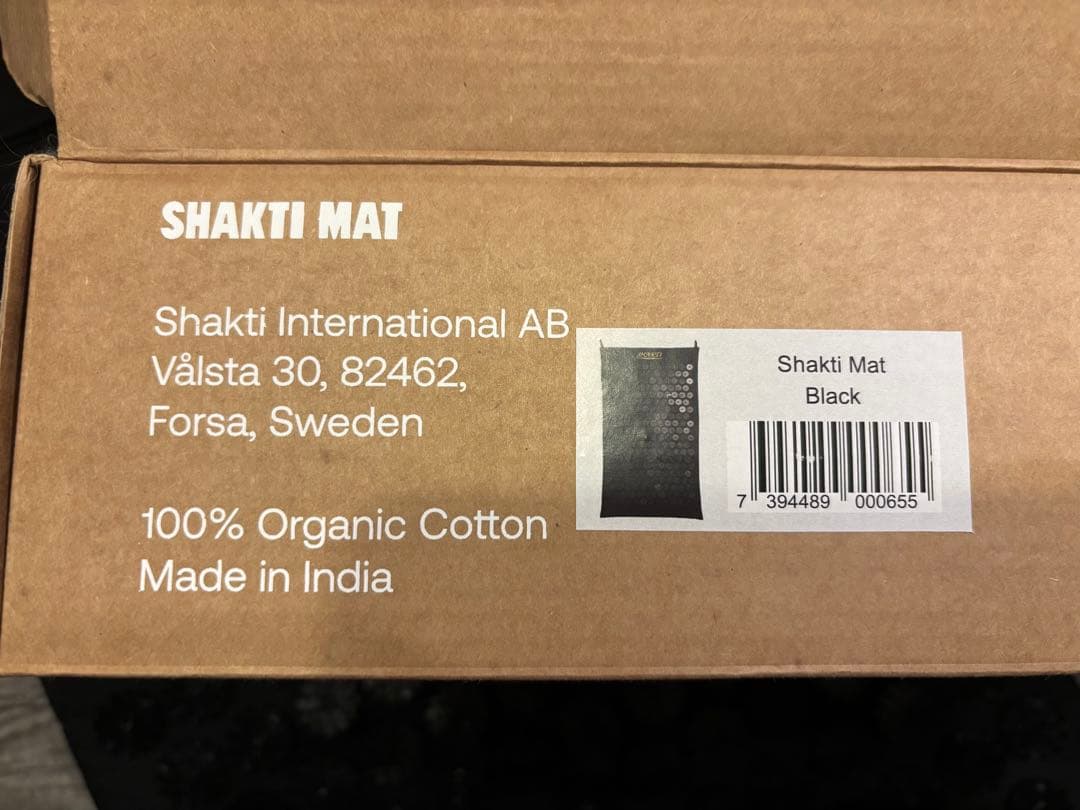 SHAKTI MAT
Shakti International AB
Vålsta 30, 82462,
Forsa, Sweden
100% Organic Cotton
Made in India
Shakti Mat
Black
7 394489 000655